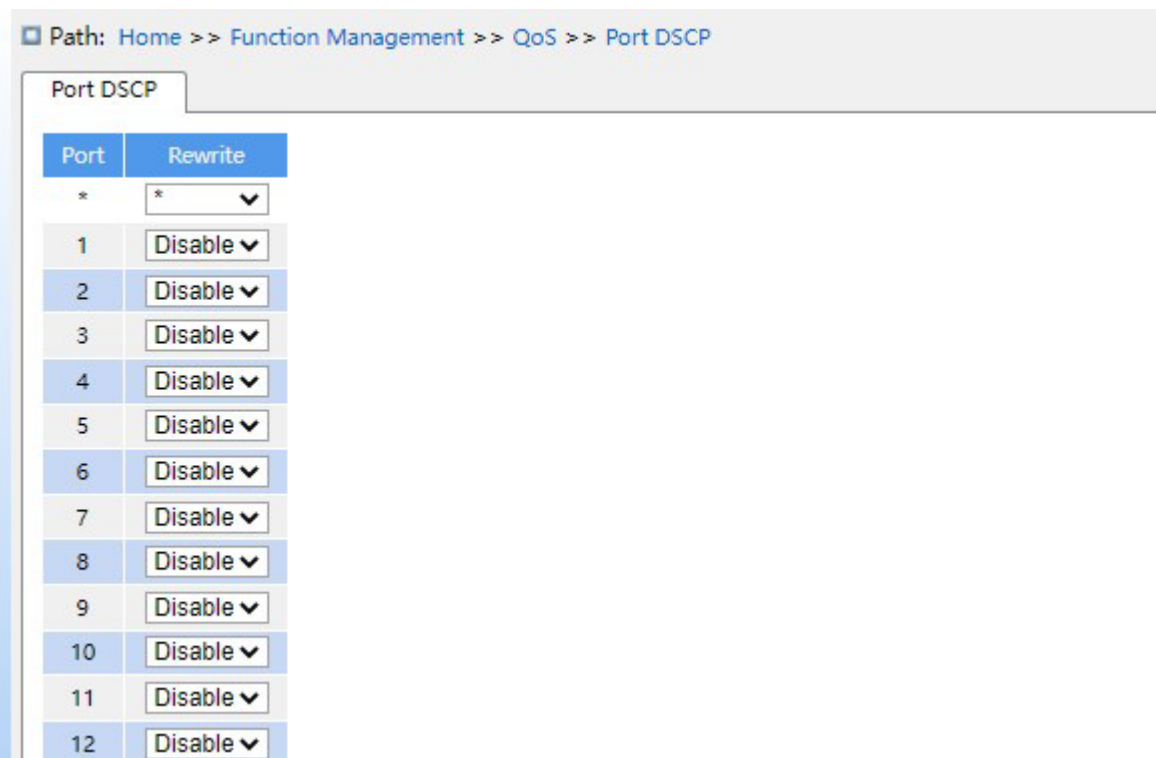 Path: Home >> Function Management >> QoS >> Port DSCP
Port DSCP
Port Rewrite
* *
1 Disable
2 Disable
3 Disable
4 Disable
5 Disable
6 Disable
7 Disable
8 Disable
9 Disable
10 Disable
11 Disable
12 Disable